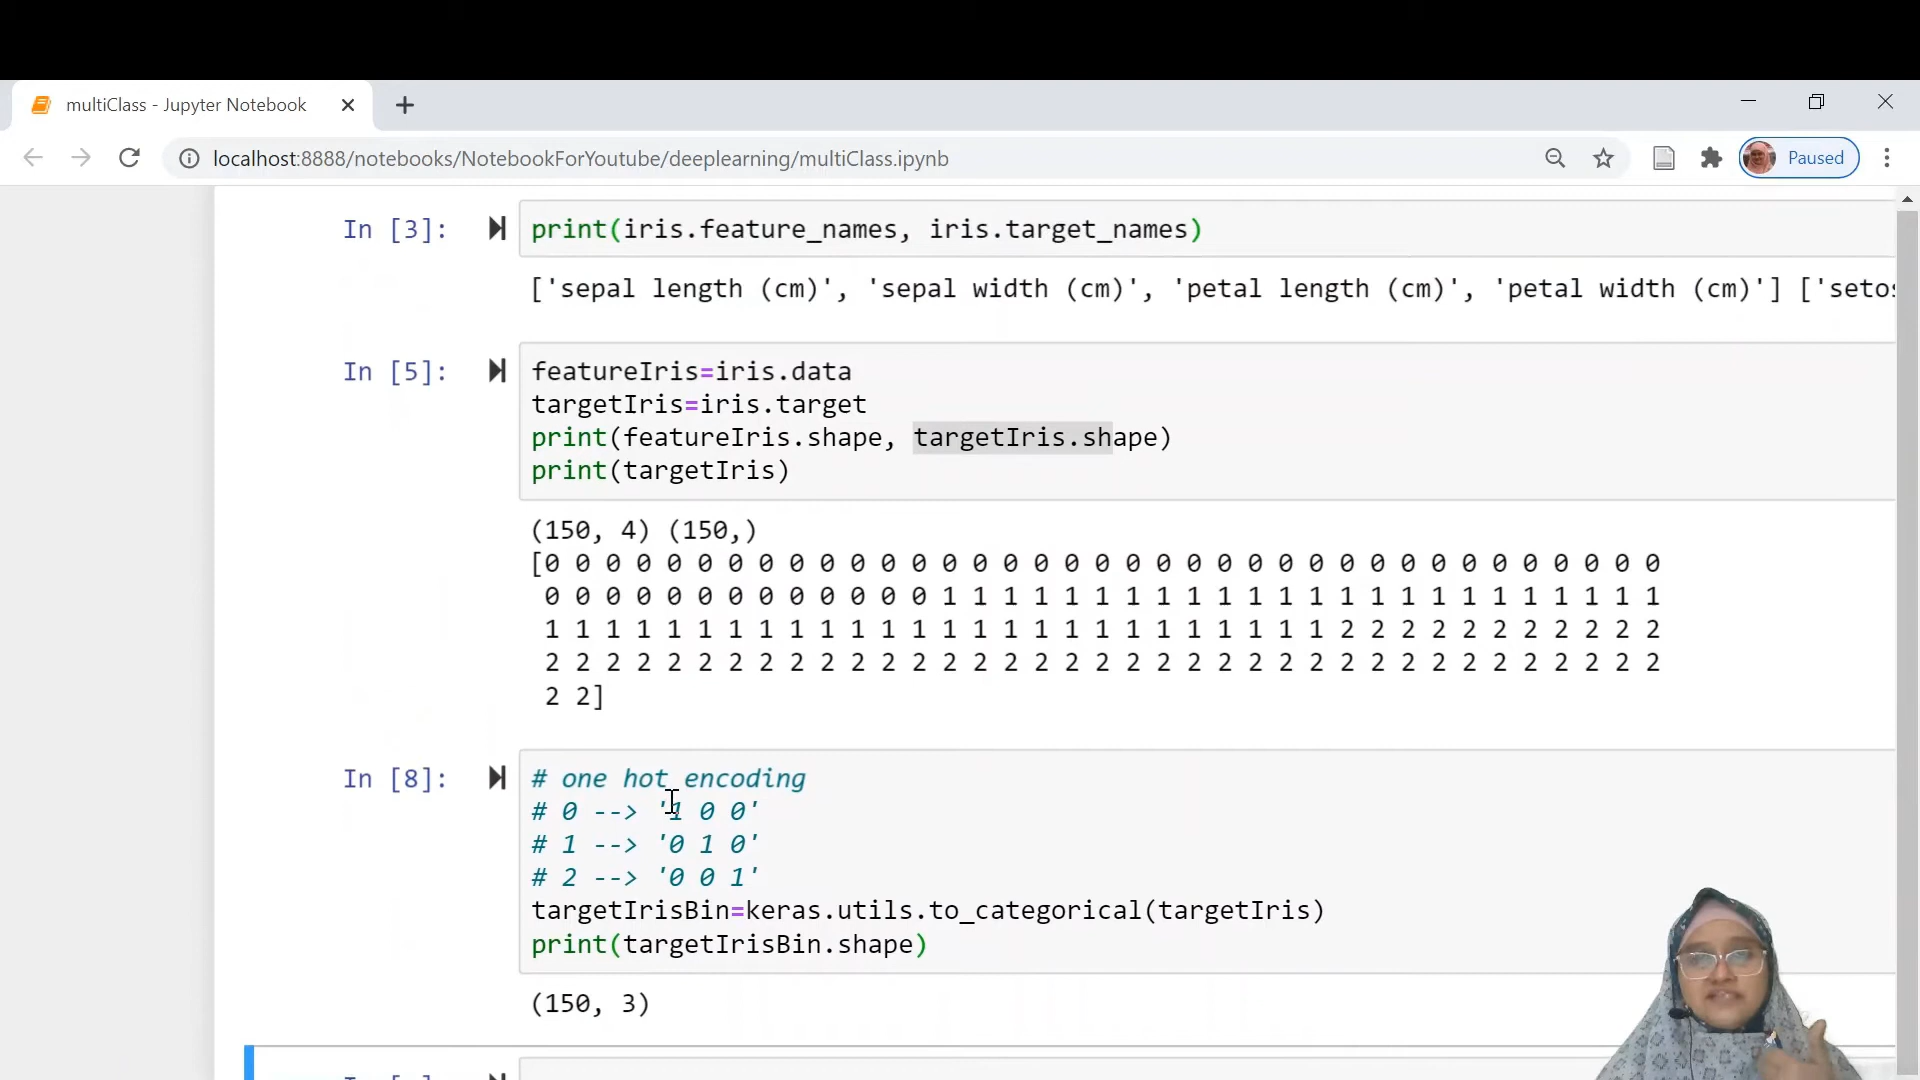 multiClass - Jupyter Notebook
localhost:8888/notebooks/NotebookForYoutube/deeplearning/multiClass.ipynb
Paused
In [3]:
print(iris.feature_names, iris.target_names)
['sepal length (cm)', 'sepal width (cm)', 'petal length (cm)', 'petal width (cm)'] ['setos
In [5]:
featureIris=iris.data
targetIris=iris.target
print(featureIris.shape, targetIris.shape)
print(targetIris)
(150, 4) (150,)
[0 0 0 0 0 0 0 0 0 0 0 0 0 0 0 0 0 0 0 0 0 0 0 0 0 0 0 0 0 0 0 0 0 0 0 0 0
0 0 0 0 0 0 0 0 0 0 0 0 0 1 1 1 1 1 1 1 1 1 1 1 1 1 1 1 1 1 1 1 1 1 1 1 1
1 1 1 1 1 1 1 1 1 1 1 1 1 1 1 1 1 1 1 1 1 1 1 1 1 1 2 2 2 2 2 2 2 2 2 2 2
2 2 2 2 2 2 2 2 2 2 2 2 2 2 2 2 2 2 2 2 2 2 2 2 2 2 2 2 2 2 2 2 2 2 2 2 2
2 2]
In [8]:
# one hot encoding
# 0 --> '1 0 0'
# 1 --> '0 1 0'
# 2 --> '0 0 1'
targetIrisBin=keras.utils.to_categorical(targetIris)
print(targetIrisBin.shape)
(150, 3)